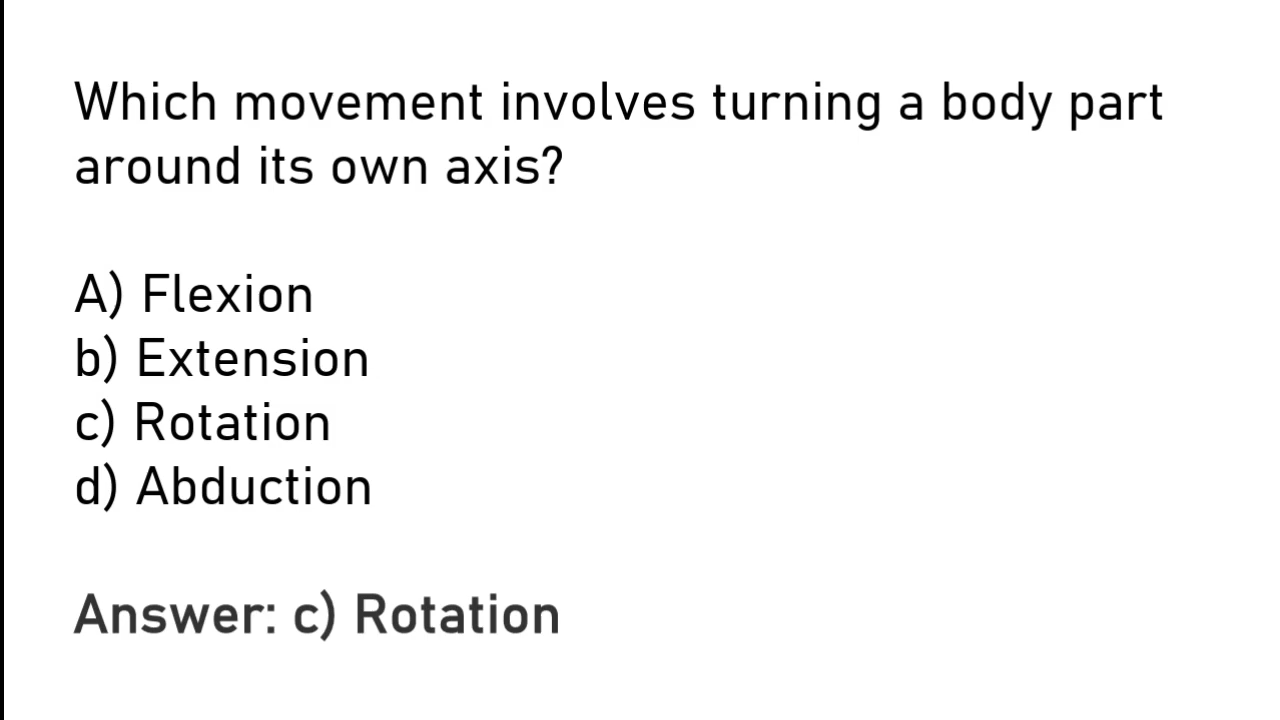 Which movement involves turning a body part
around its own axis?
A) Flexion
b) Extension
c) Rotation
d) Abduction
Answer: c) Rotation